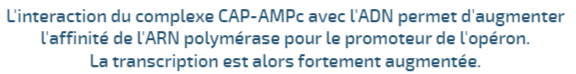 L'interaction du complexe CAP-AMPc avec l'ADN permet d'augmenter
l'affinité de l'ARN polymérase pour le promoteur de l'opéron.
La transcription est alors fortement augmentée.